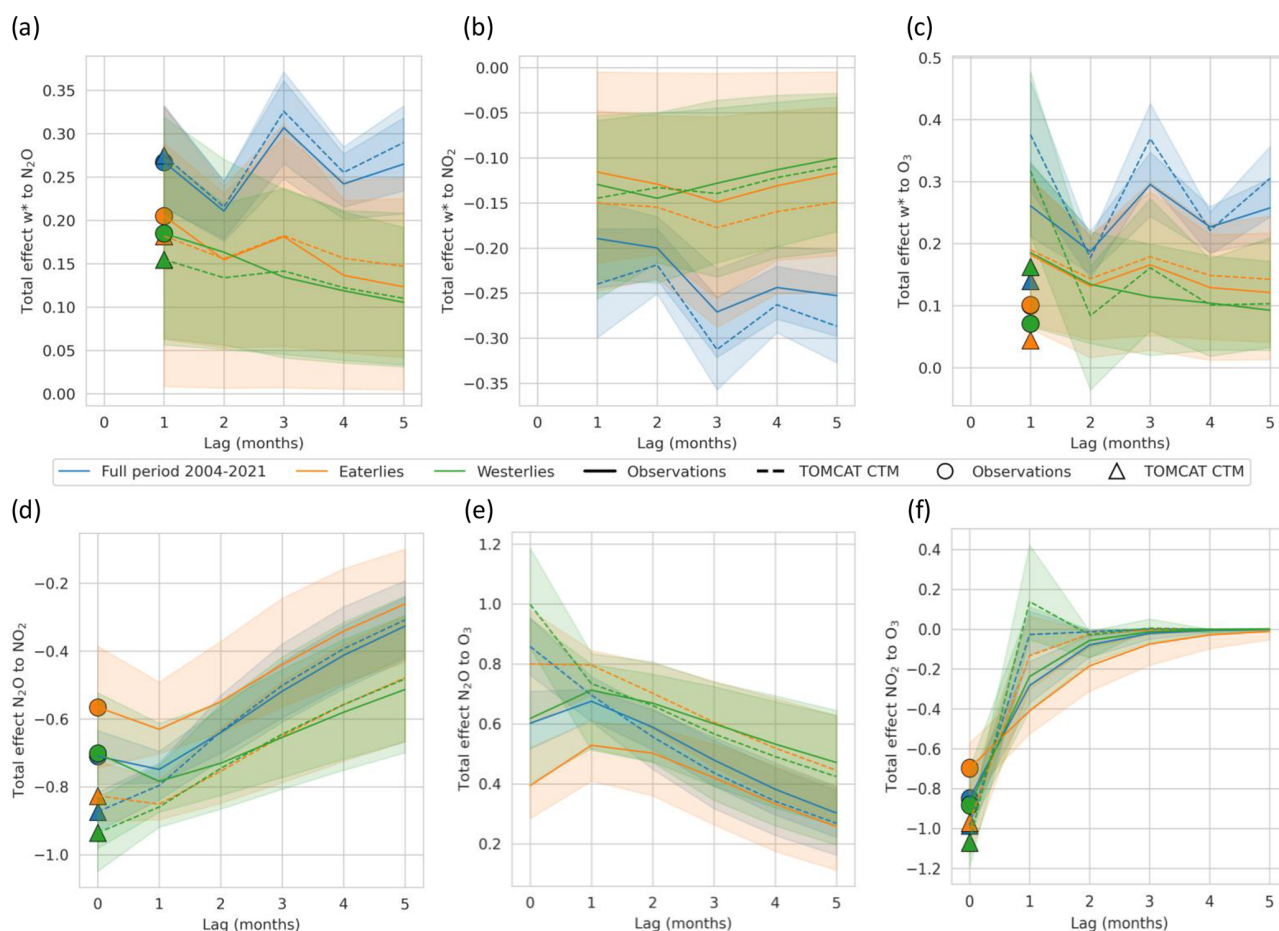 (a)
(b)
(c)
Total effect w* to N₂O
0.35
0.30
0.25
0.20
0.15
0.10
0.05
0.00
0 1 2 3 4 5
Lag (months)
Total effect w* to NO₂
0.00
−0.05
−0.10
−0.15
−0.20
−0.25
−0.30
−0.35
0 1 2 3 4 5
Lag (months)
Total effect w* to O₃
0.5
0.4
0.3
0.2
0.1
0.0
0 1 2 3 4 5
Lag (months)
Full period 2004-2021 Eaterlies Westerlies Observations TOMCAT CTM Observations TOMCAT CTM
(d)
(e)
(f)
Total effect N₂O to NO₂
−0.2
−0.4
−0.6
−0.8
−1.0
0 1 2 3 4 5
Lag (months)
Total effect N₂O to O₃
1.2
1.0
0.8
0.6
0.4
0.2
0 1 2 3 4 5
Lag (months)
Total effect NO₂ to O₃
0.4
0.2
0.0
−0.2
−0.4
−0.6
−0.8
−1.0
−1.2
0 1 2 3 4 5
Lag (months)